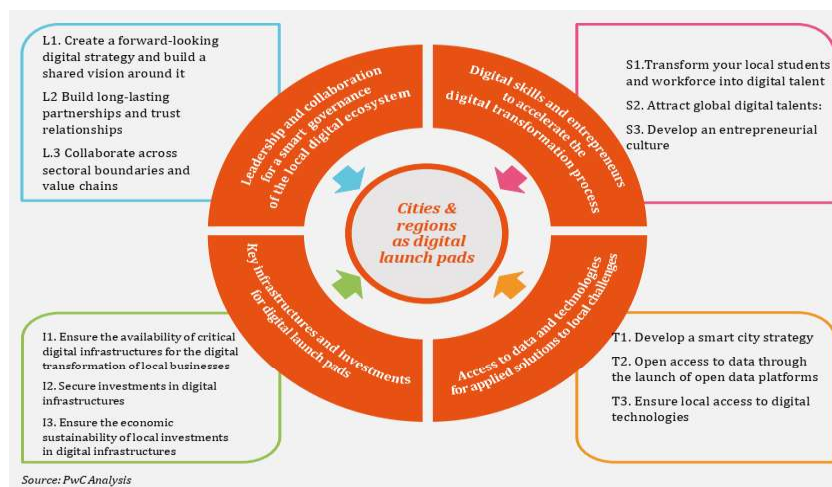 L1. Create a forward-looking
digital strategy and build a
shared vision around it
L2 Build long-lasting
partnerships and trust
relationships
L.3 Collaborate across
sectoral boundaries and
value chains
Leadership and collaboration
for a smart governance
of the local digital ecosystem
Digital skills and entrepreneurs
to accelerate the
digital transformation process
S1.Transform your local students
and workforce into digital talent
S2. Attract global digital talents:
S3. Develop an entrepreneurial
culture
Cities &
regions
as digital
launch pads
I1. Ensure the availability of critical
digital infrastructures for the digital
transformation of local businesses
I2. Secure investments in digital
infrastructures
I3. Ensure the economic
sustainability of local investments
in digital infrastructures
Key infrastructures and Investments
for digital launch pads
Access to data and technologies
for applied solutions to local challenges
T1. Develop a smart city strategy
T2. Open access to data through
the launch of open data platforms
T3. Ensure local access to digital
technologies
Source: PwC Analysis